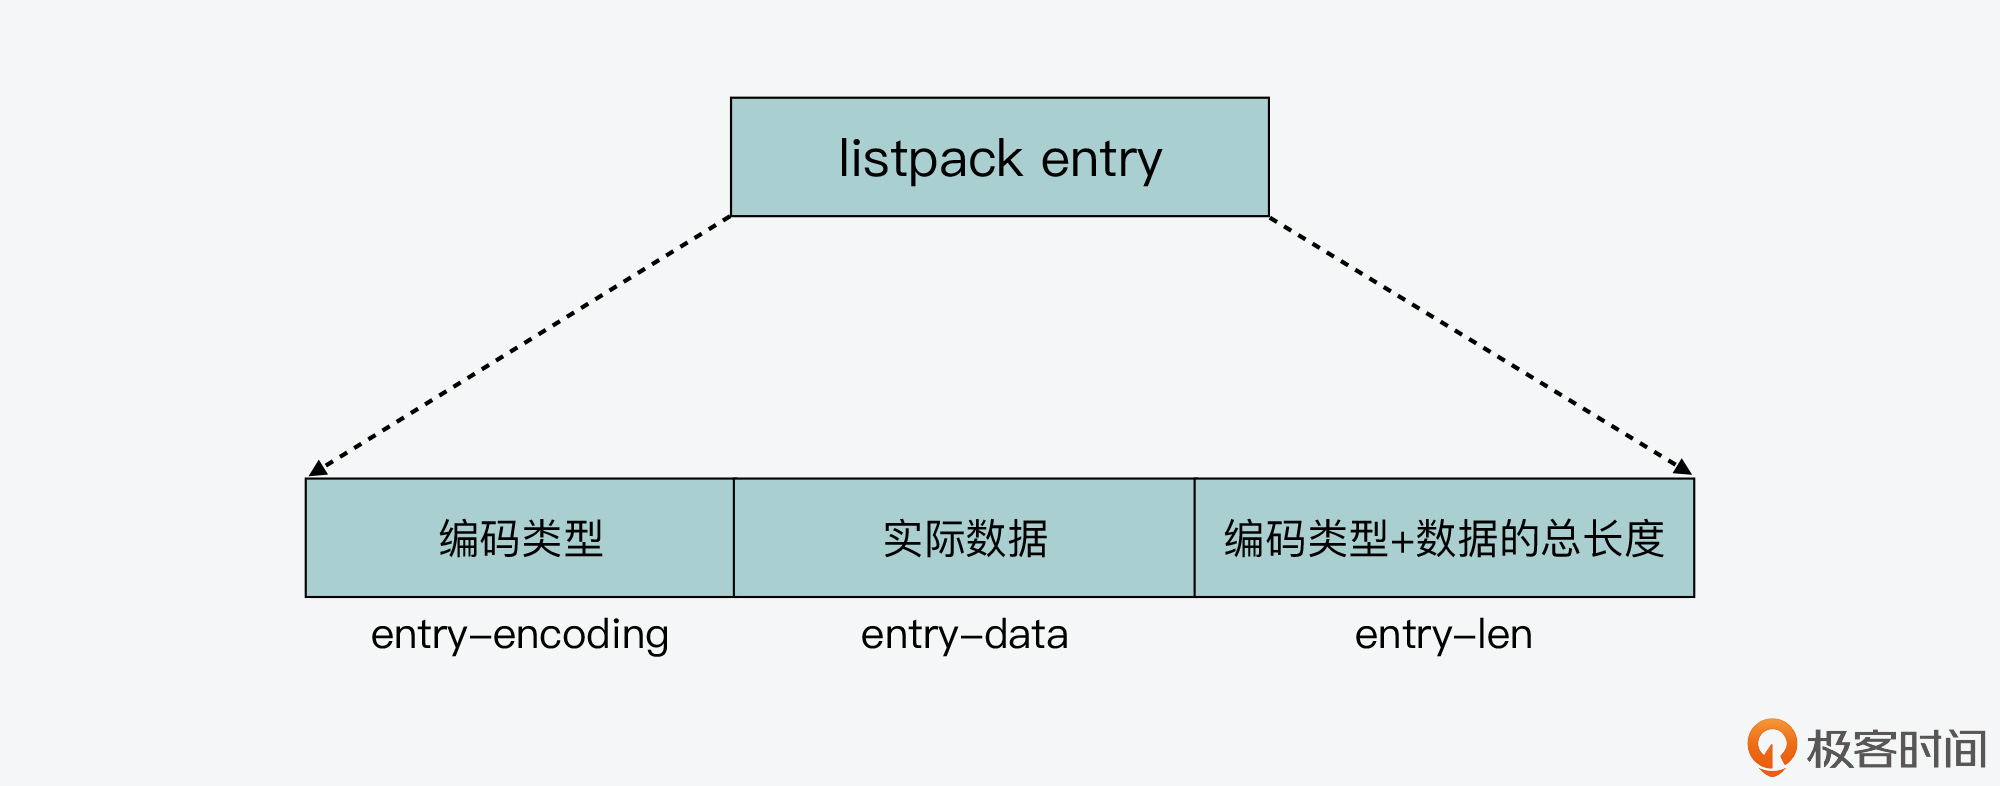 listpack entry
编码类型
实际数据
编码类型+数据的总长度
entry–encoding
entry–data
entry–len
极客时间